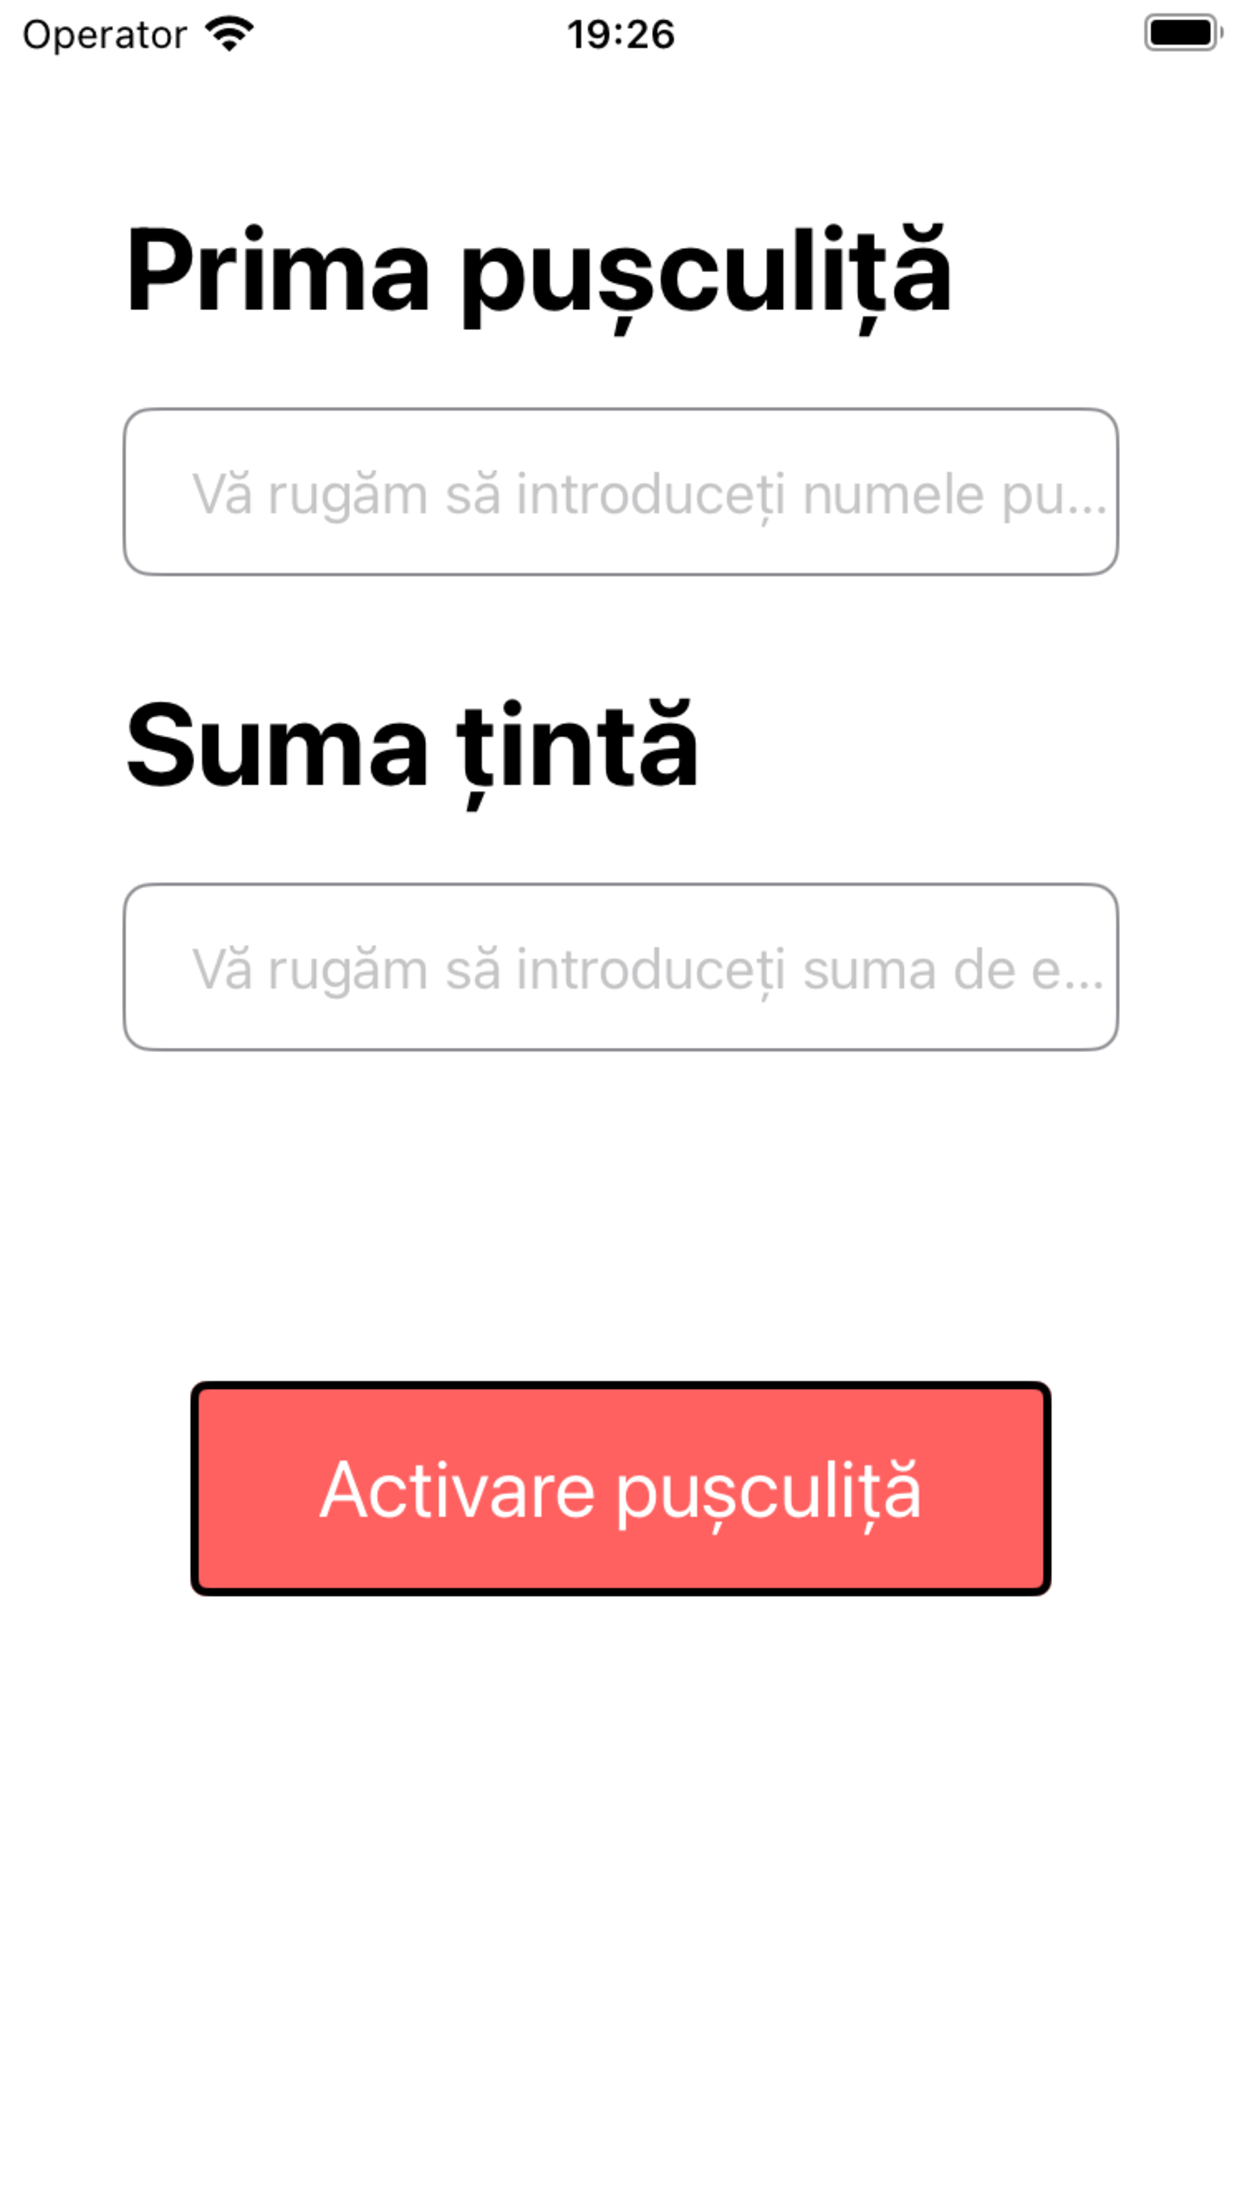 Operator 19:26
Prima pușculiță
Vă rugăm să introduceți numele pu...
Suma țintă
Vă rugăm să introduceți suma de e...
Activare pușculiță